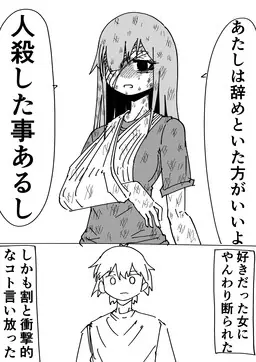 あたしは辞めといた方がいいよ
人殺した事あるし
好きだった女に
やんわり断られた
しかも割と衝撃的
なコト言い放った